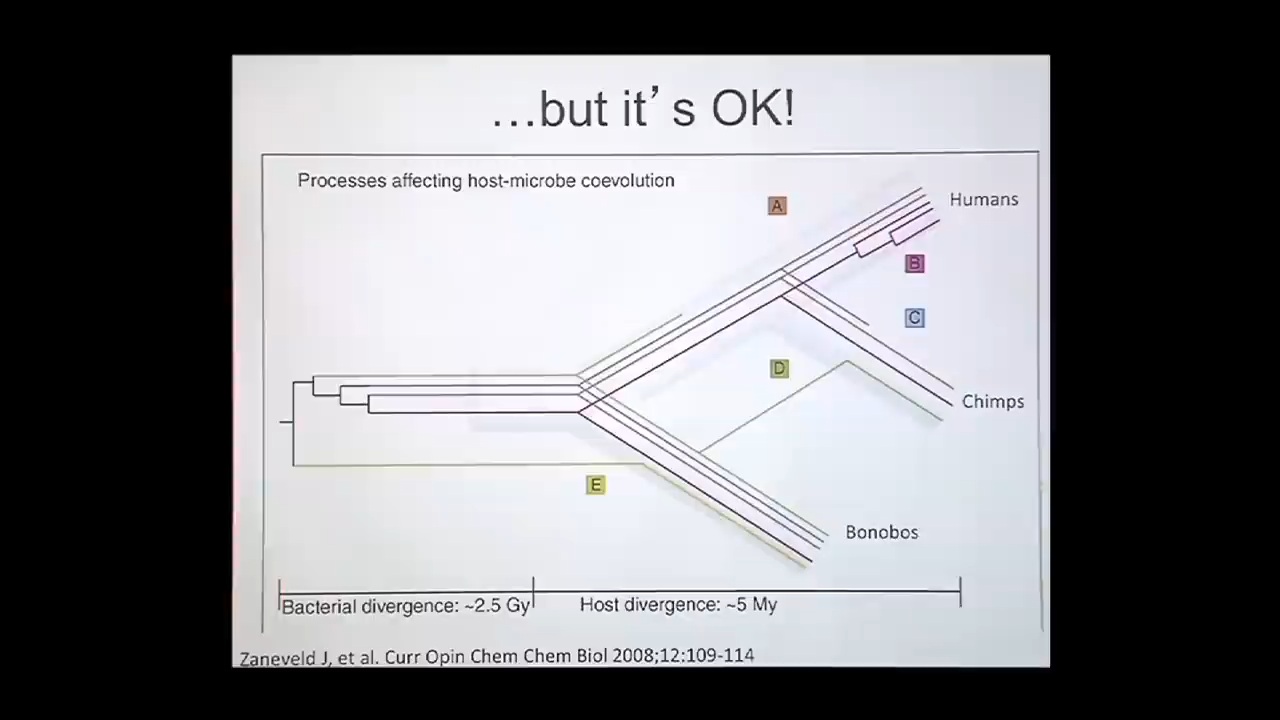 …but it’s OK!
Processes affecting host-microbe coevolution
A
Humans
B
C
D
Chimps
E
Bonobos
Bacterial divergence: ~2.5 Gy
Host divergence: ~5 My
Zaneveld J, et al. Curr Opin Chem Chem Biol 2008;12:109-114